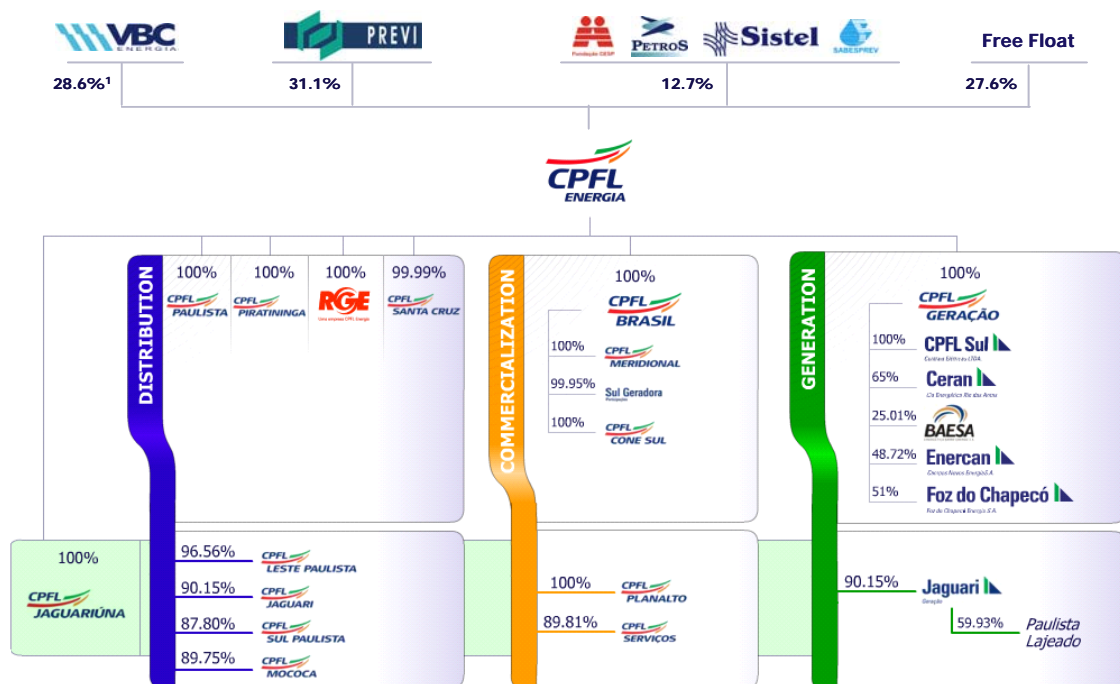 VBC
ENERGIA
PREVI
Fundação CESP
PETROS
Sistel
SABESPREV
Free Float
28.6%¹
31.1%
12.7%
27.6%
CPFL
ENERGIA
DISTRIBUTION
100%
100%
100%
99.99%
CPFL
PAULISTA
CPFL
PIRATININGA
RGE
Uma empresa CPFL Energia
CPFL
SANTA CRUZ
COMMERCIALIZATION
100%
CPFL
BRASIL
100%
CPFL
MERIDIONAL
99.95%
Sul Geradora
Participações
100%
CPFL
CONE SUL
GENERATION
100%
CPFL
GERAÇÃO
100%
CPFL Sul
65%
Ceran
25.01%
BAESA
48.72%
Enercan
51%
Foz do Chapecó
Foz do Chapecó Energia S.A.
100%
CPFL
JAGUARIÚNA
96.56%
CPFL
LESTE PAULISTA
90.15%
CPFL
JAGUARI
87.80%
CPFL
SUL PAULISTA
89.75%
CPFL
MOCOCA
100%
CPFL
PLANALTO
89.81%
CPFL
SERVIÇOS
90.15%
Jaguari
Geração
59.93%
Paulista
Lajeado